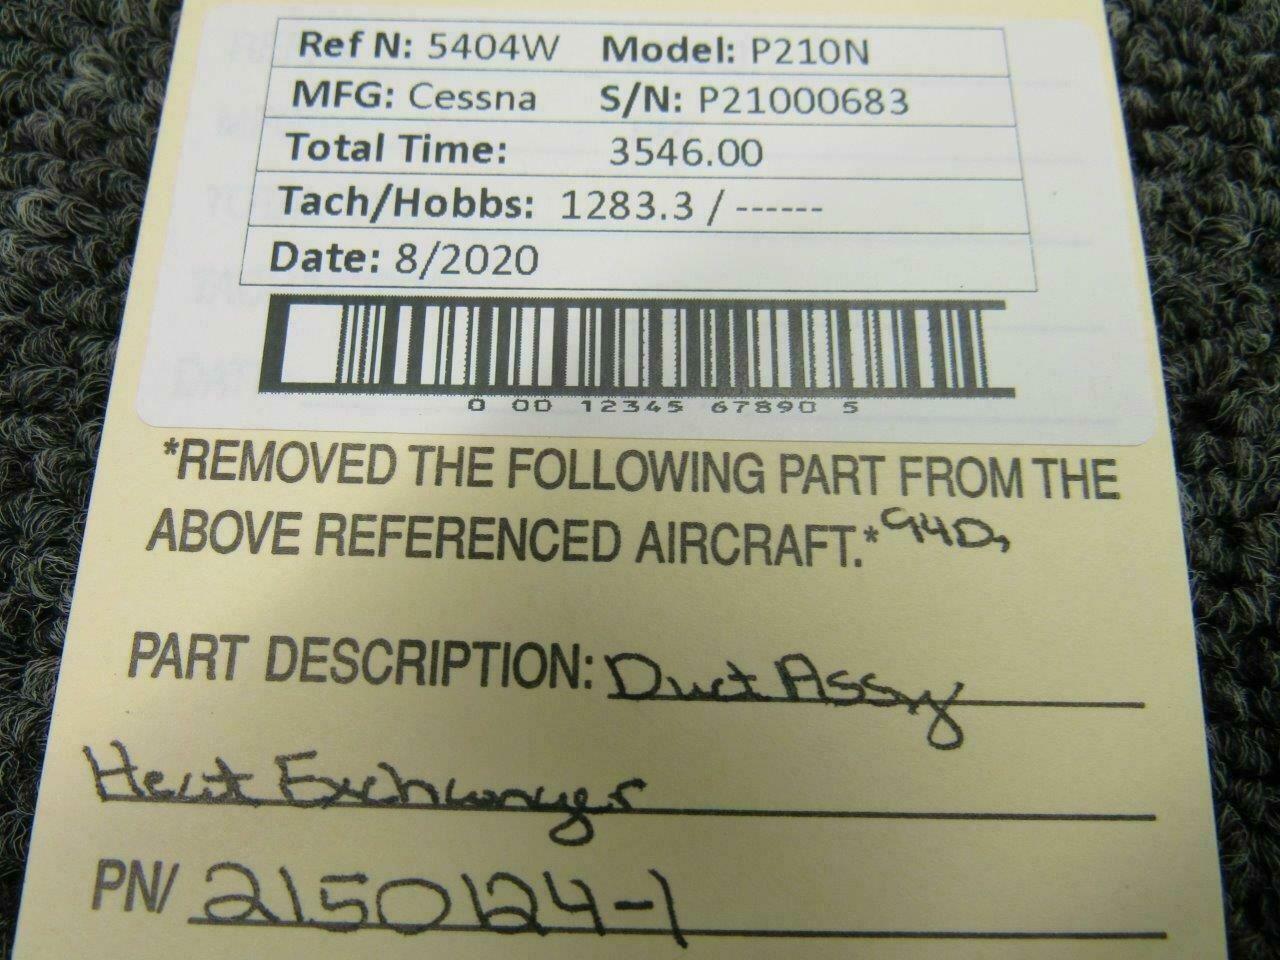 Ref N: 5404W Model: P210N
MFG: Cessna S/N: P21000683
Total Time: 3546.00
Tach/Hobbs: 1283.3 / ------
Date: 8/2020
0 00 12345 67890 5
*REMOVED THE FOLLOWING PART FROM THE
ABOVE REFERENCED AIRCRAFT.*
PART DESCRIPTION: Duct Assy
Heat Exchanger
PN/ 2150124-1